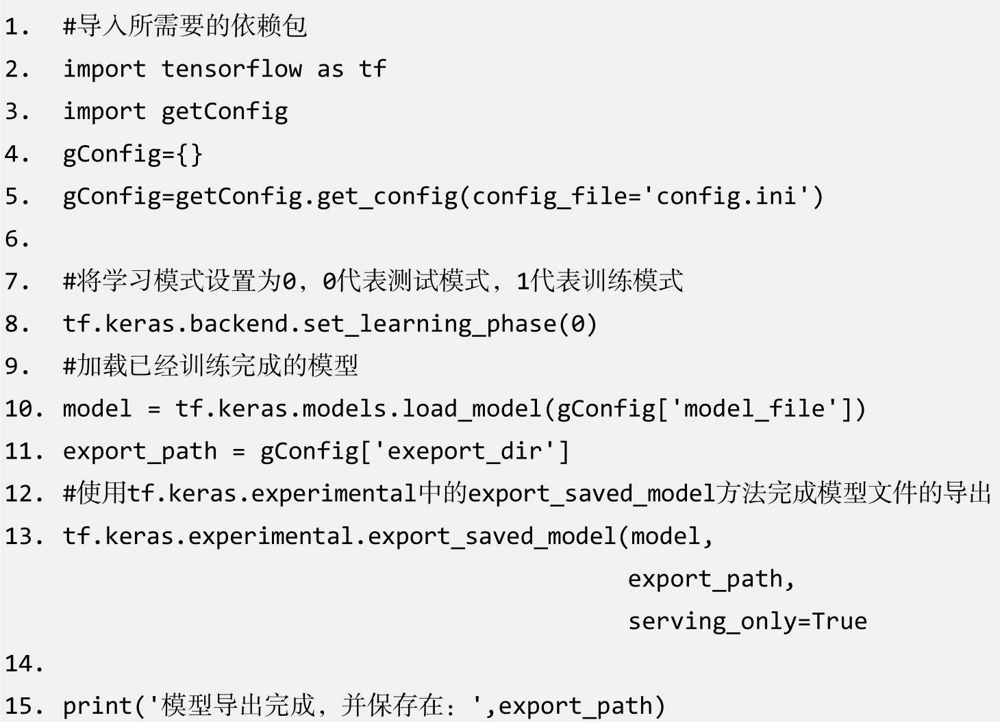 1. #导入所需要的依赖包
2. import tensorflow as tf
3. import getConfig
4. gConfig={}
5. gConfig=getConfig.get_config(config_file='config.ini')
6.
7. #将学习模式设置为0，0代表测试模式，1代表训练模式
8. tf.keras.backend.set_learning_phase(0)
9. #加载已经训练完成的模型
10. model = tf.keras.models.load_model(gConfig['model_file'])
11. export_path = gConfig['exeport_dir']
12. #使用tf.keras.experimental中的export_saved_model方法完成模型文件的导出
13. tf.keras.experimental.export_saved_model(model,
export_path,
serving_only=True
14.
15. print('模型导出完成，并保存在：',export_path)